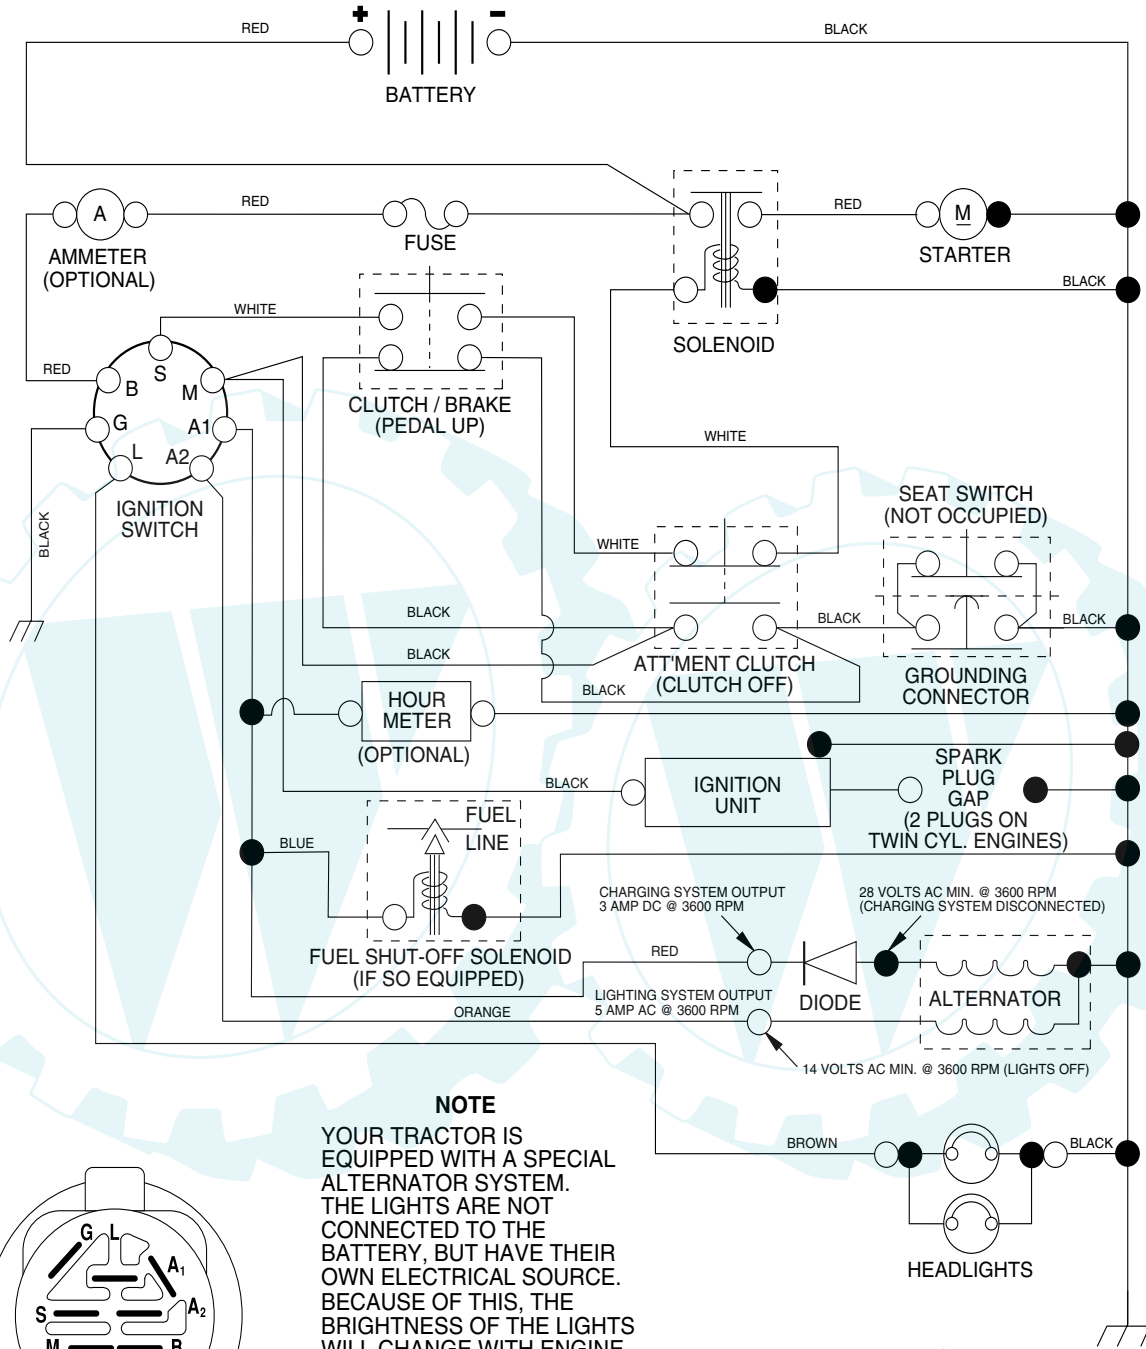 RED
+
-
BLACK
BATTERY
A
RED
FUSE
AMMETER
(OPTIONAL)
RED
M
STARTER
BLACK
SOLENOID
WHITE
RED
S
B
M
G
A1
L
A2
IGNITION
SWITCH
BLACK
CLUTCH / BRAKE
(PEDAL UP)
WHITE
SEAT SWITCH
(NOT OCCUPIED)
WHITE
BLACK
BLACK
BLACK
BLACK
ATT'MENT CLUTCH
(CLUTCH OFF)
GROUNDING
CONNECTOR
BLACK
HOUR
METER
(OPTIONAL)
BLACK
IGNITION
UNIT
SPARK
PLUG
GAP
(2 PLUGS ON
TWIN CYL. ENGINES)
FUEL
LINE
BLUE
FUEL SHUT-OFF SOLENOID
(IF SO EQUIPPED)
CHARGING SYSTEM OUTPUT
3 AMP DC @ 3600 RPM
28 VOLTS AC MIN. @ 3600 RPM
(CHARGING SYSTEM DISCONNECTED)
RED
DIODE
ALTERNATOR
LIGHTING SYSTEM OUTPUT
5 AMP AC @ 3600 RPM
ORANGE
14 VOLTS AC MIN. @ 3600 RPM (LIGHTS OFF)
BROWN
BLACK
HEADLIGHTS
NOTE
YOUR TRACTOR IS
EQUIPPED WITH A SPECIAL
ALTERNATOR SYSTEM.
THE LIGHTS ARE NOT
CONNECTED TO THE
BATTERY, BUT HAVE THEIR
OWN ELECTRICAL SOURCE.
BECAUSE OF THIS, THE
BRIGHTNESS OF THE LIGHTS
WILL CHANGE WITH ENGINE
G
L
A1
A2
S
M
B